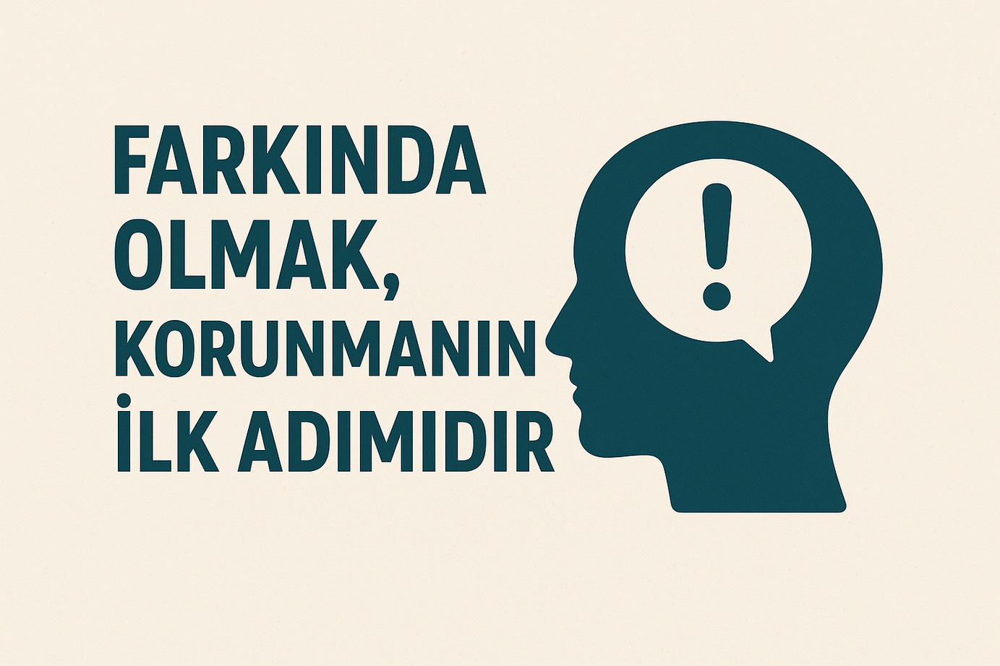 FARKINDA
OLMAK,
KORUNMANIN
İLK ADIMIDIR
!